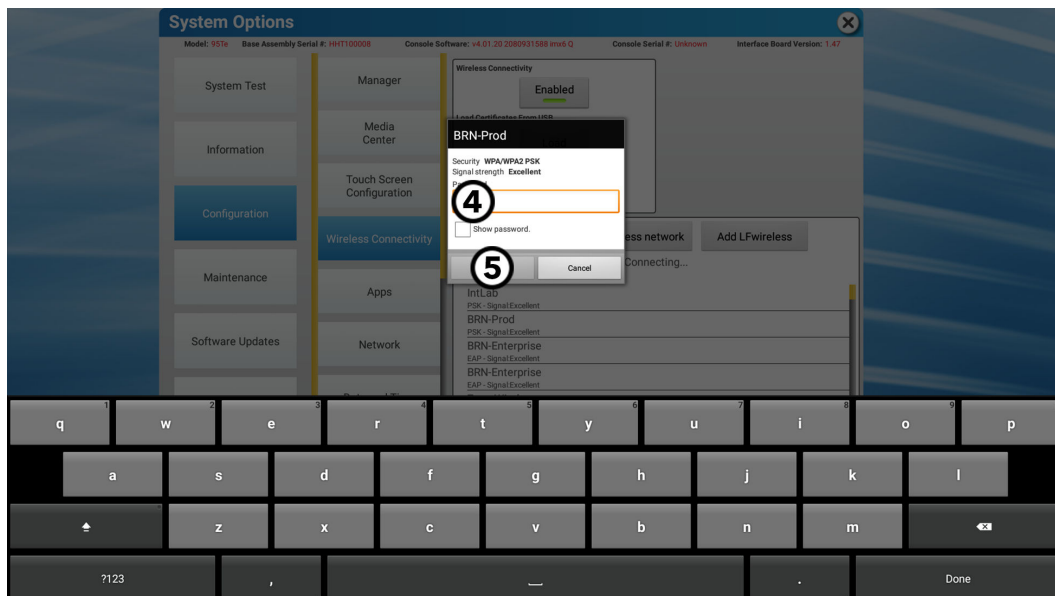 System Options
Model: 95Te Base Assembly Serial #: HHT100008 Console Software: v4.01.20 2080931588 imx6 Q Console Serial #: Unknown Interface Board Version: 1.47
System Test
Information
Configuration
Maintenance
Software Updates
Manager
Media
Center
Touch Screen
Configuration
Wireless Connectivity
Apps
Network
Wireless Connectivity
Enabled
Load Certificates From USB
BRN-Prod
Security WPA/WPA2 PSK
Signal strength Excellent
4
Show password.
5
Cancel
network
Add LFwireless
Connecting...
IntLab
PSK - Signal:Excellent
BRN-Prod
PSK - Signal:Excellent
BRN-Enterprise
EAP - Signal:Excellent
BRN-Enterprise
EAP - Signal:Excellent
q 1 w 2 e 3 r 4 t 5 y 6 u 7 i 8 o 9 p
a s d f g h j k l
z x c v b n m
?123 , . Done